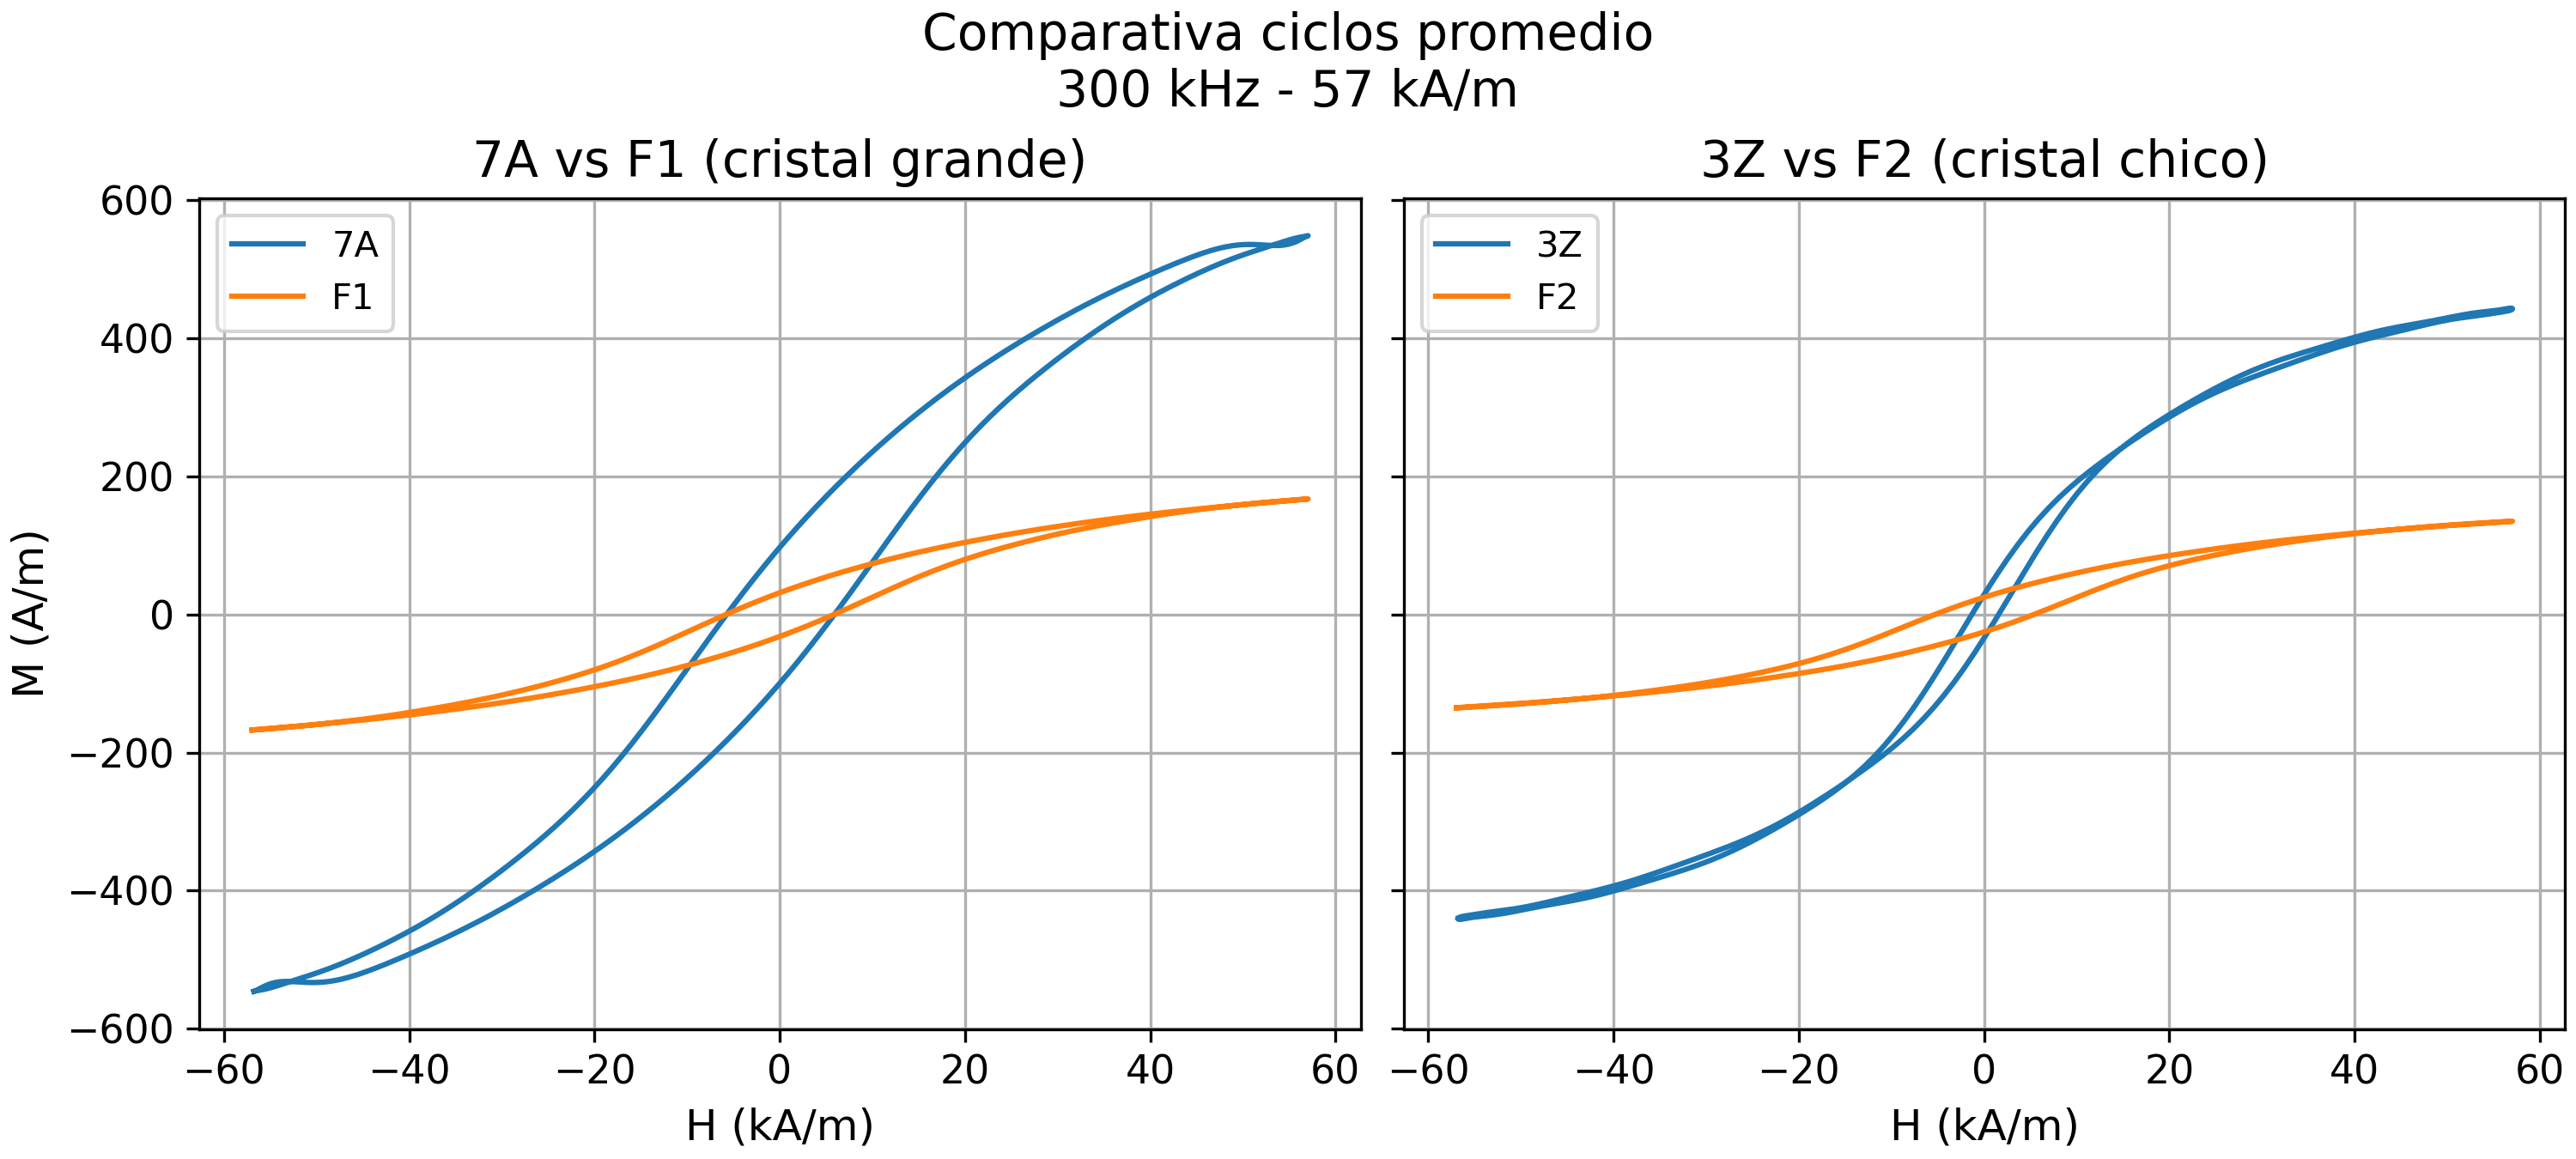 Comparativa ciclos promedio
300 kHz - 57 kA/m
7A vs F1 (cristal grande)
600
400
200
0
−200
−400
−600
M (A/m)
7A
F1
−60 −40 −20 0 20 40 60
H (kA/m)
3Z vs F2 (cristal chico)
3Z
F2
−60 −40 −20 0 20 40 60
H (kA/m)